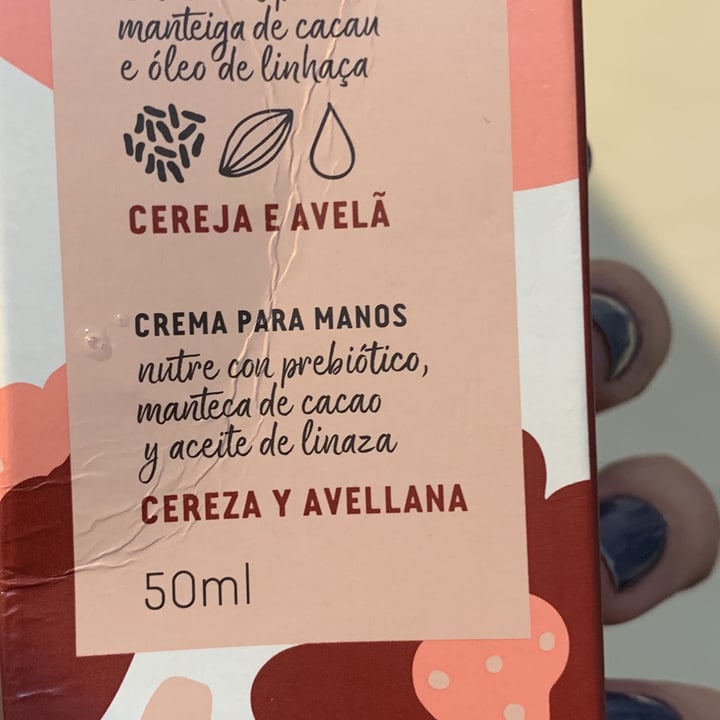 manteiga de cacau
e óleo de linhaça
CEREJA E AVELÃ
CREMA PARA MANOS
nutre con prebiótico,
manteca de cacao
y aceite de linaza
CEREZA Y AVELLANA
50ml